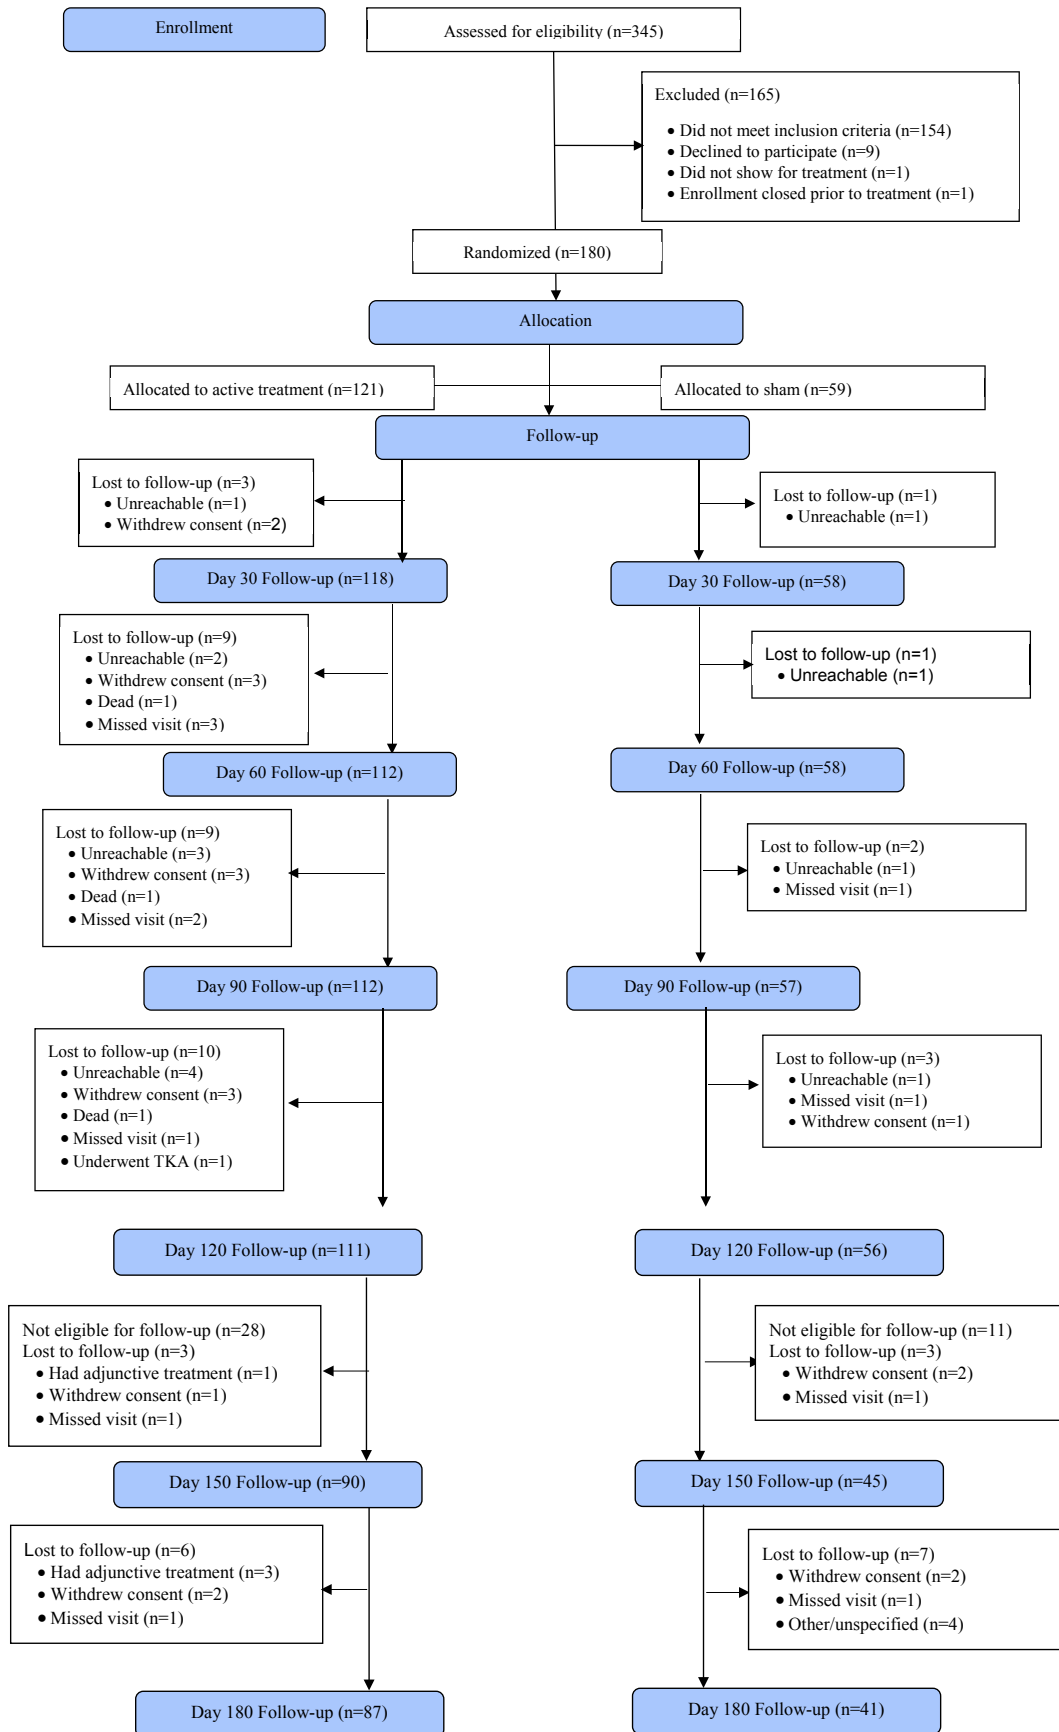 Enrollment
Assessed for eligibility (n=345)
Excluded (n=165)
• Did not meet inclusion criteria (n=154)
• Declined to participate (n=9)
• Did not show for treatment (n=1)
• Enrollment closed prior to treatment (n=1)
Randomized (n=180)
Allocation
Allocated to active treatment (n=121)
Allocated to sham (n=59)
Follow-up
Lost to follow-up (n=3)
• Unreachable (n=1)
• Withdrew consent (n=2)
Lost to follow-up (n=1)
• Unreachable (n=1)
Day 30 Follow-up (n=118)
Day 30 Follow-up (n=58)
Lost to follow-up (n=9)
• Unreachable (n=2)
• Withdrew consent (n=3)
• Dead (n=1)
• Missed visit (n=3)
Lost to follow-up (n=1)
• Unreachable (n=1)
Day 60 Follow-up (n=112)
Day 60 Follow-up (n=58)
Lost to follow-up (n=9)
• Unreachable (n=3)
• Withdrew consent (n=3)
• Dead (n=1)
• Missed visit (n=2)
Lost to follow-up (n=2)
• Unreachable (n=1)
• Missed visit (n=1)
Day 90 Follow-up (n=112)
Day 90 Follow-up (n=57)
Lost to follow-up (n=10)
• Unreachable (n=4)
• Withdrew consent (n=3)
• Dead (n=1)
• Missed visit (n=1)
• Underwent TKA (n=1)
Lost to follow-up (n=3)
• Unreachable (n=1)
• Missed visit (n=1)
• Withdrew consent (n=1)
Day 120 Follow-up (n=111)
Day 120 Follow-up (n=56)
Not eligible for follow-up (n=28)
Lost to follow-up (n=3)
• Had adjunctive treatment (n=1)
• Withdrew consent (n=1)
• Missed visit (n=1)
Not eligible for follow-up (n=11)
Lost to follow-up (n=3)
• Withdrew consent (n=2)
• Missed visit (n=1)
Day 150 Follow-up (n=90)
Day 150 Follow-up (n=45)
Lost to follow-up (n=6)
• Had adjunctive treatment (n=3)
• Withdrew consent (n=2)
• Missed visit (n=1)
Lost to follow-up (n=7)
• Withdrew consent (n=2)
• Missed visit (n=1)
• Other/unspecified (n=4)
Day 180 Follow-up (n=87)
Day 180 Follow-up (n=41)